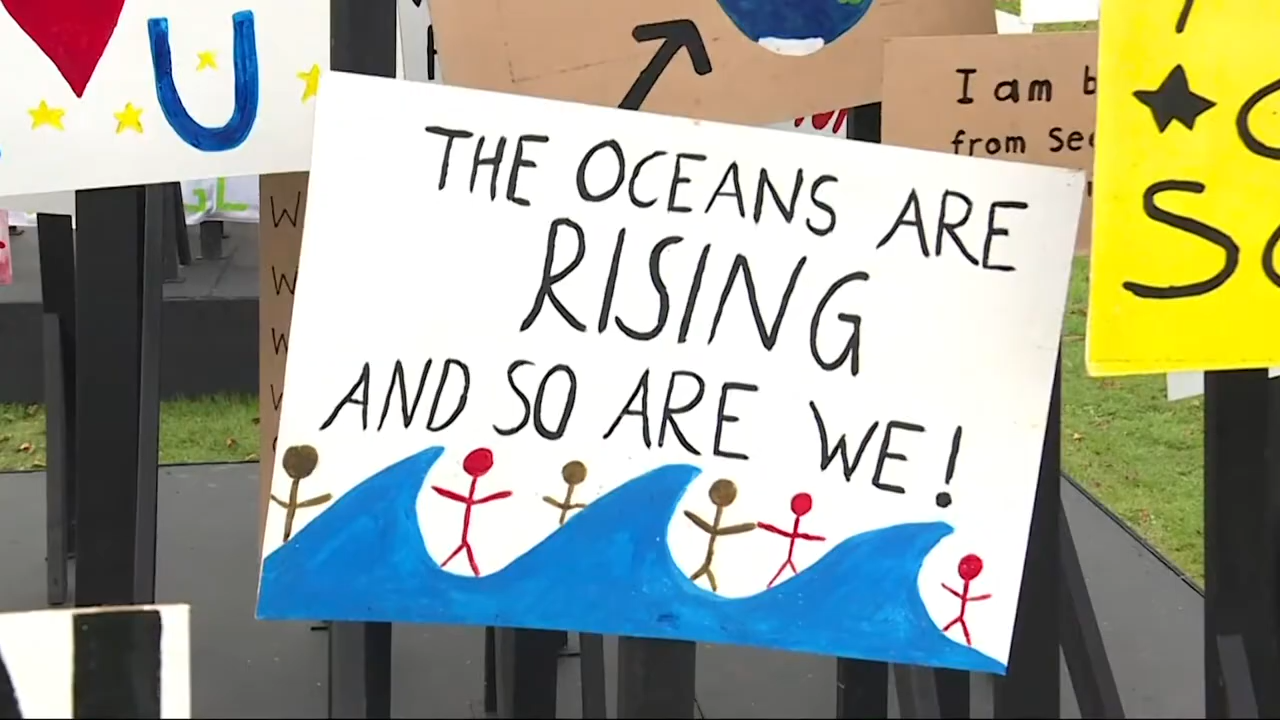 U
I am
from
THE OCEANS ARE
RISING
AND SO ARE WE!